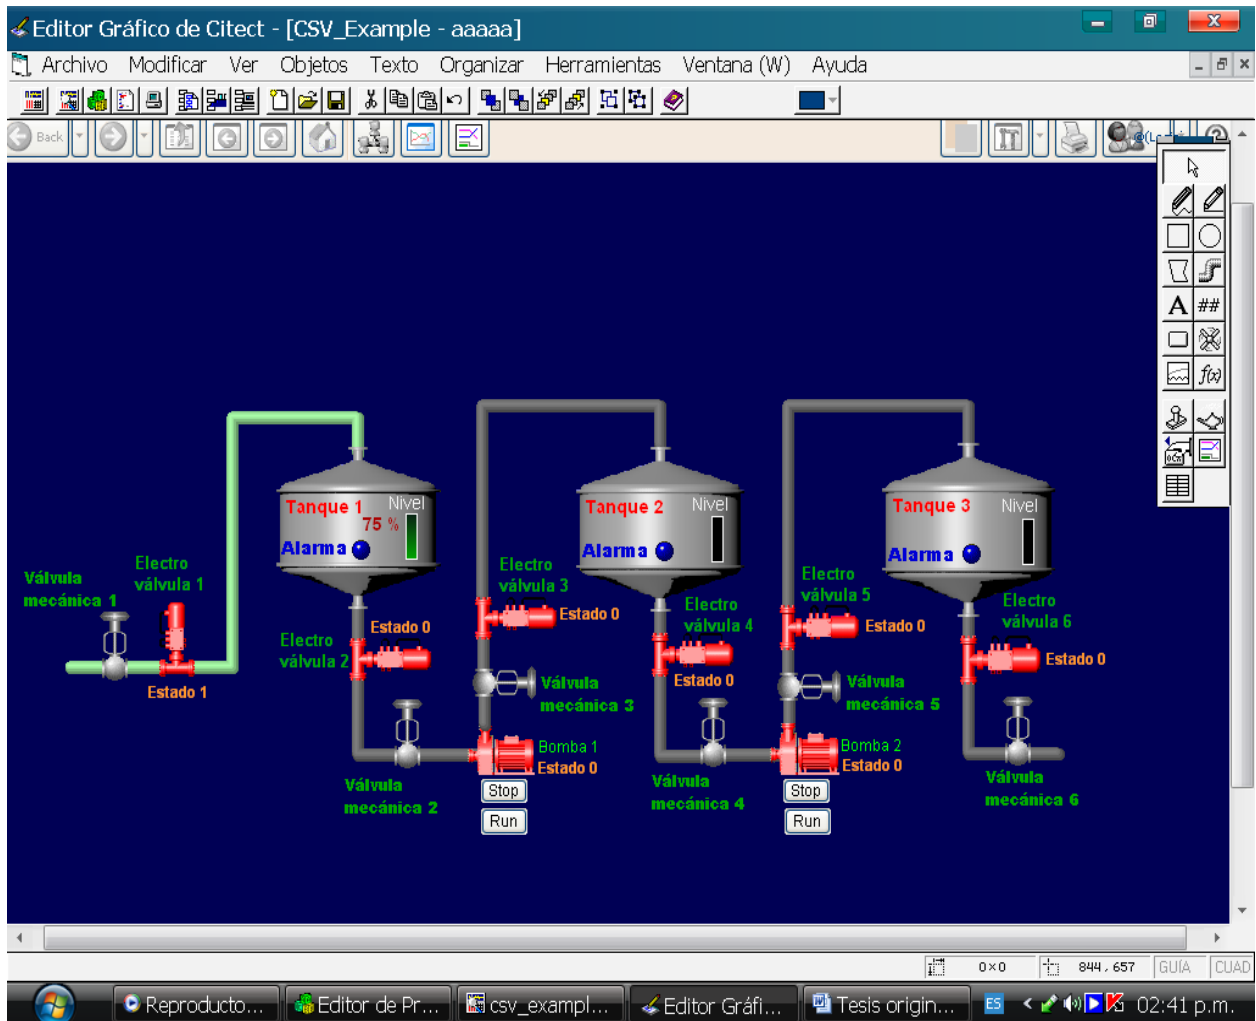 Editor Gráfico de Citect - [CSV_Example - aaaaa]
Archivo Modificar Ver Objetos Texto Organizar Herramientas Ventana (W) Ayuda
Back
A ##
f(x)
Tanque 1 Nivel
75 %
Alarma
Tanque 2 Nivel
Alarma
Tanque 3 Nivel
Alarma
Válvula
mecánica 1
Electro
válvula 1
Estado 1
Electro
válvula 2
Estado 0
Válvula
mecánica 2
Electro
válvula 3
Estado 0
Válvula
mecánica 3
Bomba 1
Estado 0
Stop
Run
Electro
válvula 4
Estado 0
Válvula
mecánica 4
Electro
válvula 5
Estado 0
Válvula
mecánica 5
Bomba 2
Estado 0
Stop
Run
Electro
válvula 6
Estado 0
Válvula
mecánica 6
0×0 844, 657 GUÍA CUAD
Reproducto... Editor de Pr... csv_exampl... Editor Gráfi... Tesis origin... ES 02:41 p.m.